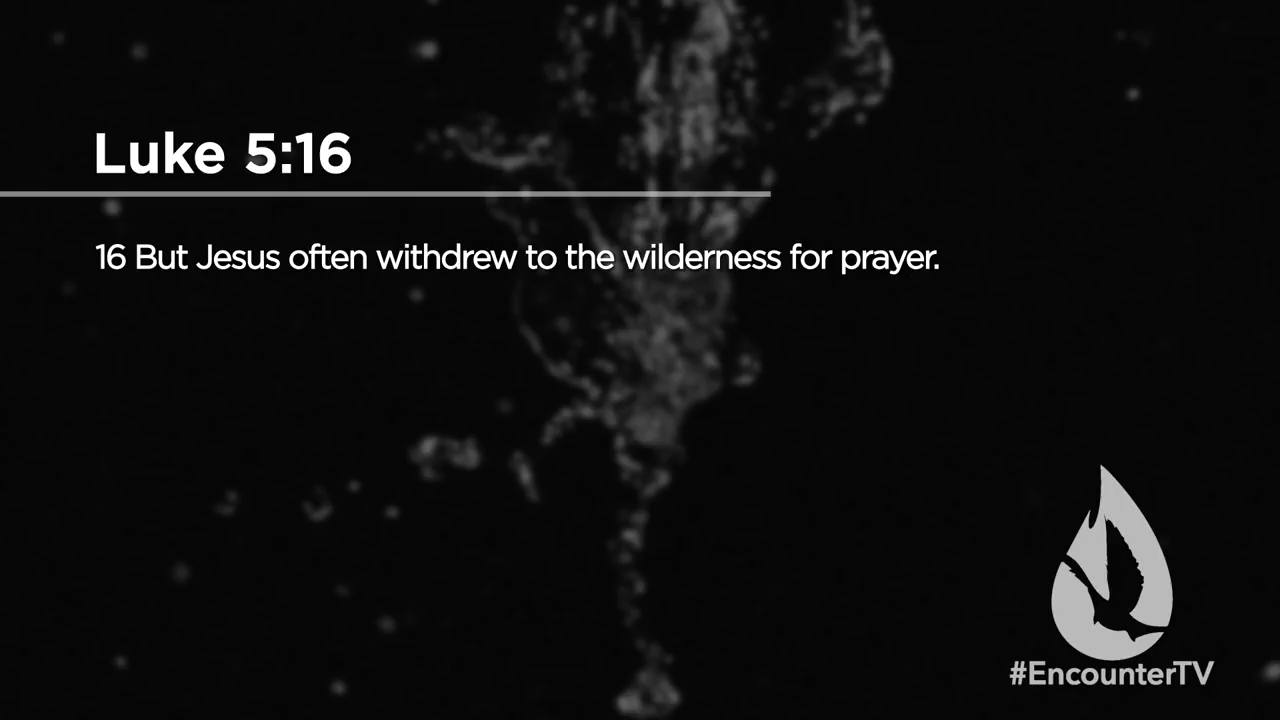 Luke 5:16
16 But Jesus often withdrew to the wilderness for prayer.
#EncounterTV